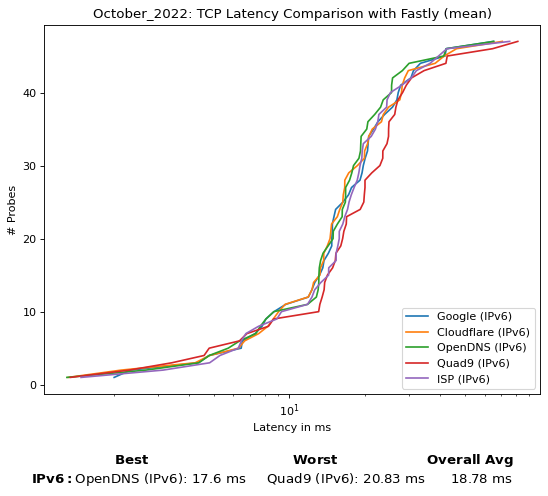 October_2022: TCP Latency Comparison with Fastly (mean)
# Probes
40
30
20
10
0
Google (IPv6)
Cloudflare (IPv6)
OpenDNS (IPv6)
Quad9 (IPv6)
ISP (IPv6)
10¹
Latency in ms
Best Worst Overall Avg
IPv6: OpenDNS (IPv6): 17.6 ms Quad9 (IPv6): 20.83 ms 18.78 ms